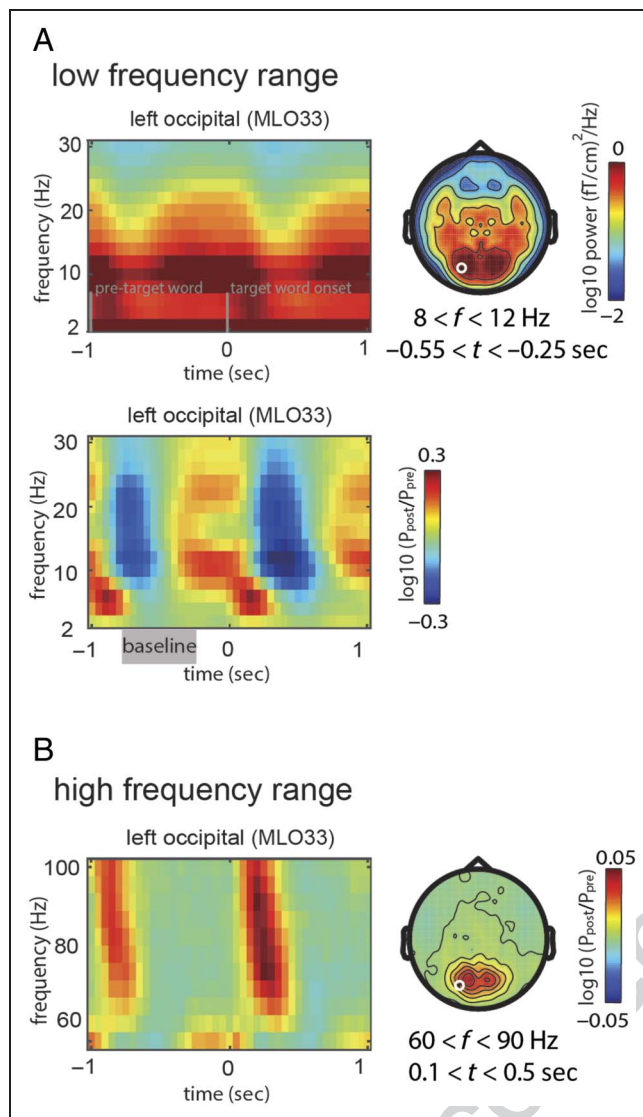 A
low frequency range
left occipital (MLO33)
30
20
10
2
frequency (Hz)
pre-target word
target word onset
−1
0
1
time (sec)
8 < f < 12 Hz
−0.55 < t < −0.25 sec
0
−2
log10 power (fT/cm)²/Hz
left occipital (MLO33)
30
20
10
2
frequency (Hz)
−1
0
1
baseline
time (sec)
0.3
−0.3
log10 (Ppost/Ppre)
B
high frequency range
left occipital (MLO33)
100
80
60
frequency (Hz)
−1
0
1
time (sec)
60 < f < 90 Hz
0.1 < t < 0.5 sec
0.05
−0.05
log10 (Ppost/Ppre)